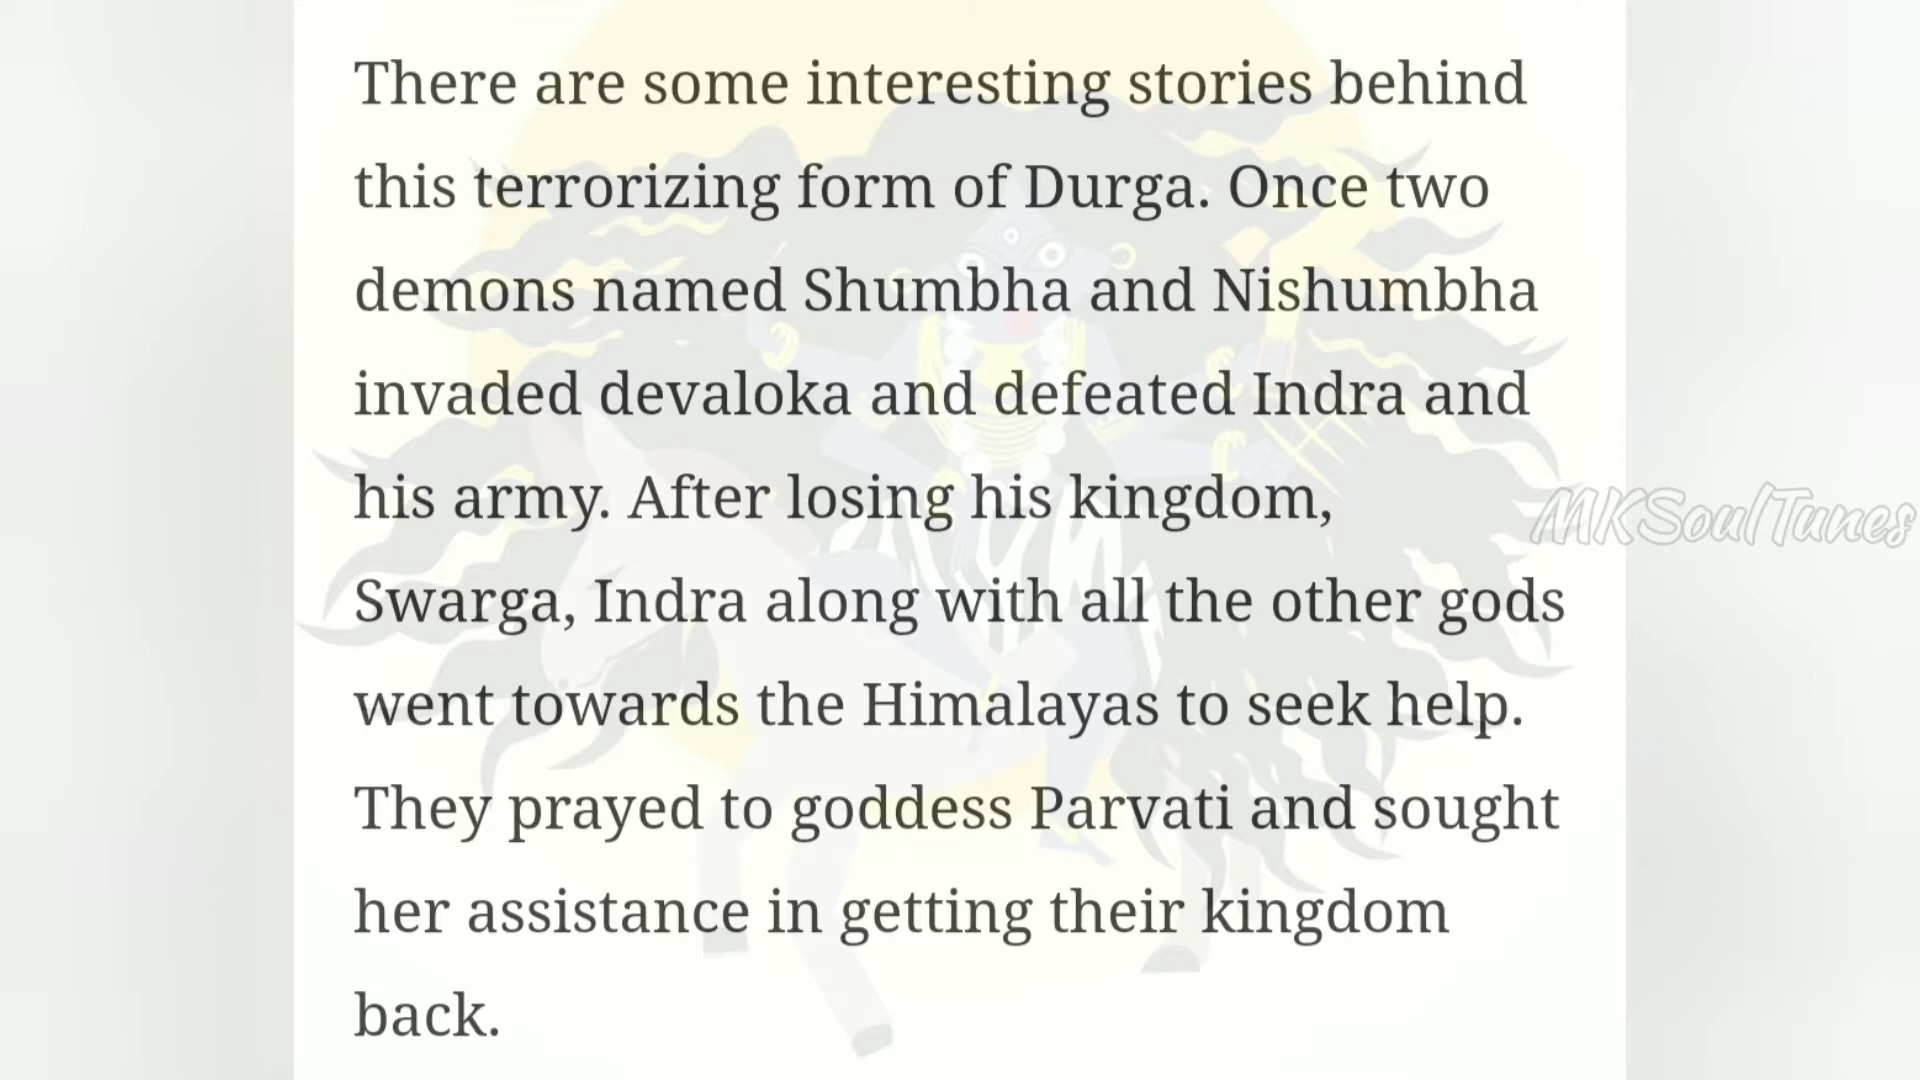 There are some interesting stories behind
this terrorizing form of Durga. Once two
demons named Shumbha and Nishumbha
invaded devaloka and defeated Indra and
his army. After losing his kingdom,
Swarga, Indra along with all the other gods
went towards the Himalayas to seek help.
They prayed to goddess Parvati and sought
her assistance in getting their kingdom
back.
MKSoulTunes